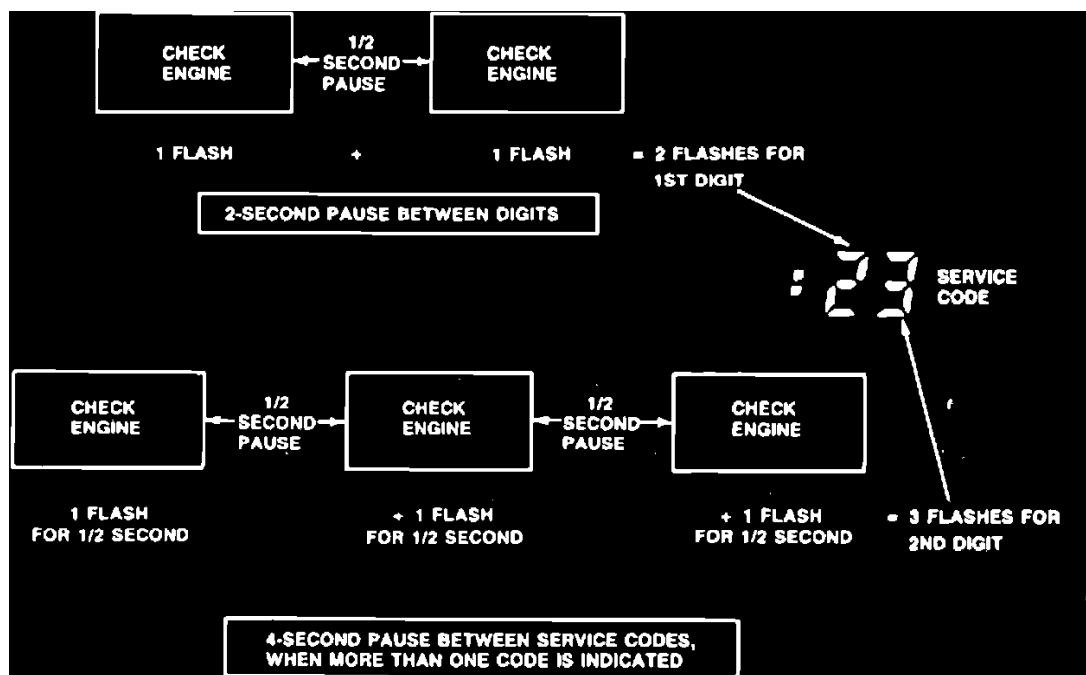 CHECK
ENGINE
1/2
SECOND
PAUSE
CHECK
ENGINE
1 FLASH + 1 FLASH = 2 FLASHES FOR
1ST DIGIT
2-SECOND PAUSE BETWEEN DIGITS
: 23
SERVICE
CODE
CHECK
ENGINE
1/2
SECOND
PAUSE
CHECK
ENGINE
1/2
SECOND
PAUSE
CHECK
ENGINE
1 FLASH
FOR 1/2 SECOND
+ 1 FLASH
FOR 1/2 SECOND
+ 1 FLASH
FOR 1/2 SECOND
= 3 FLASHES FOR
2ND DIGIT
4-SECOND PAUSE BETWEEN SERVICE CODES,
WHEN MORE THAN ONE CODE IS INDICATED